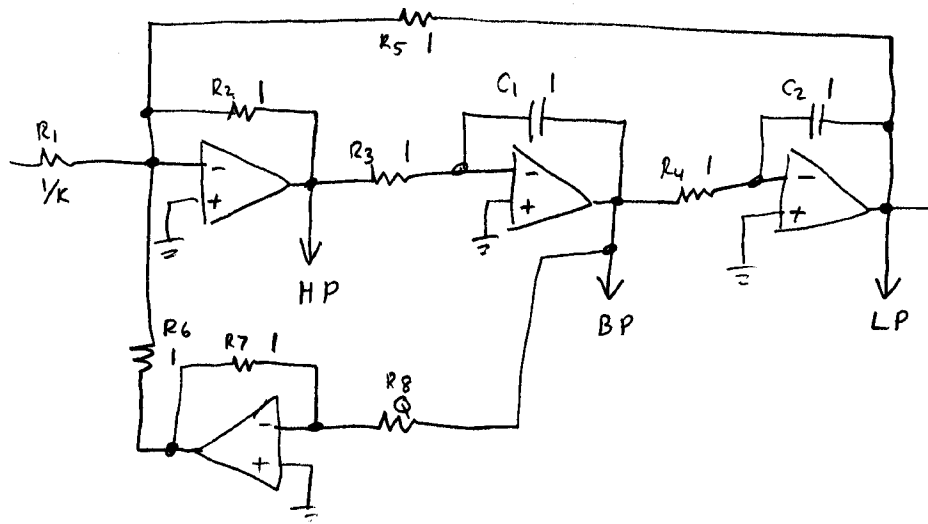 R5 1
R2 1
C1 1
C2 1
R1
1/K
R3 1
R4 1
-
+
-
+
-
+
HP
BP
LP
R6
1
R7 1
R8
Q
-
+